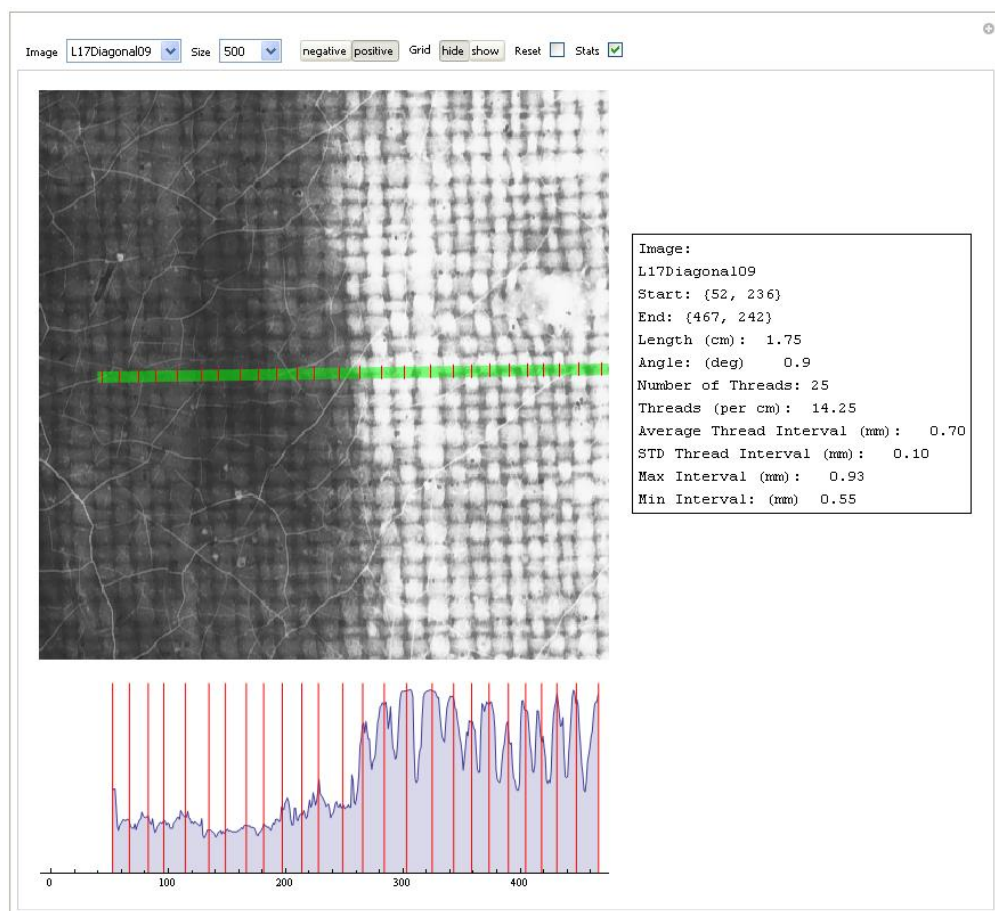 Image L17Diagonal09 Size 500 negative positive Grid hide show Reset Stats
Image:
L17Diagonal09
Start: {52, 236}
End: {467, 242}
Length (cm): 1.75
Angle: (deg) 0.9
Number of Threads: 25
Threads (per cm): 14.25
Average Thread Interval (mm): 0.70
STD Thread Interval (mm): 0.10
Max Interval (mm): 0.93
Min Interval: (mm) 0.55
0 100 200 300 400